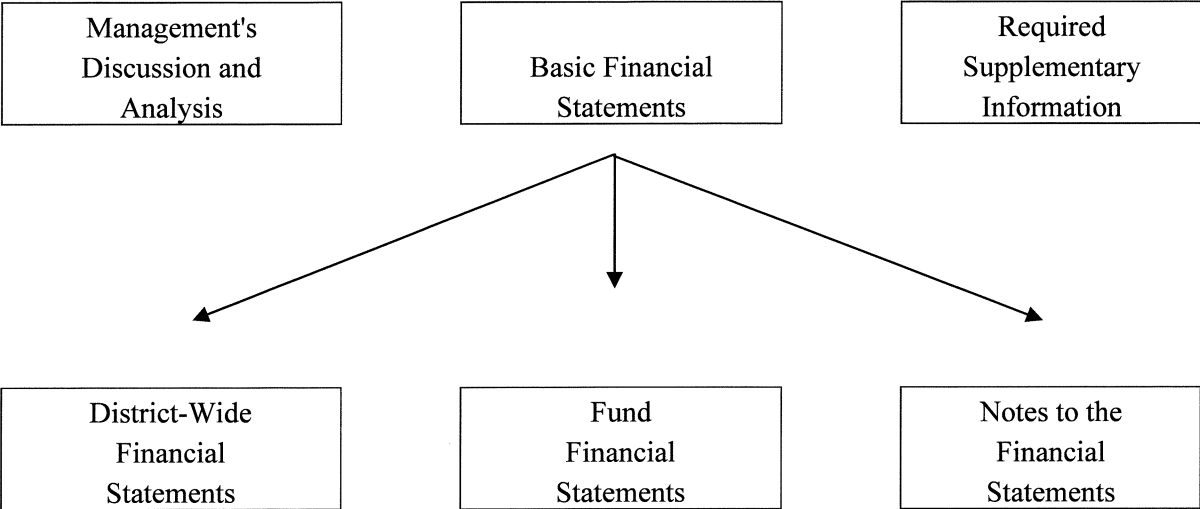 Management's
Discussion and
Analysis
Basic Financial
Statements
Required
Supplementary
Information
District-Wide
Financial
Statements
Fund
Financial
Statements
Notes to the
Financial
Statements